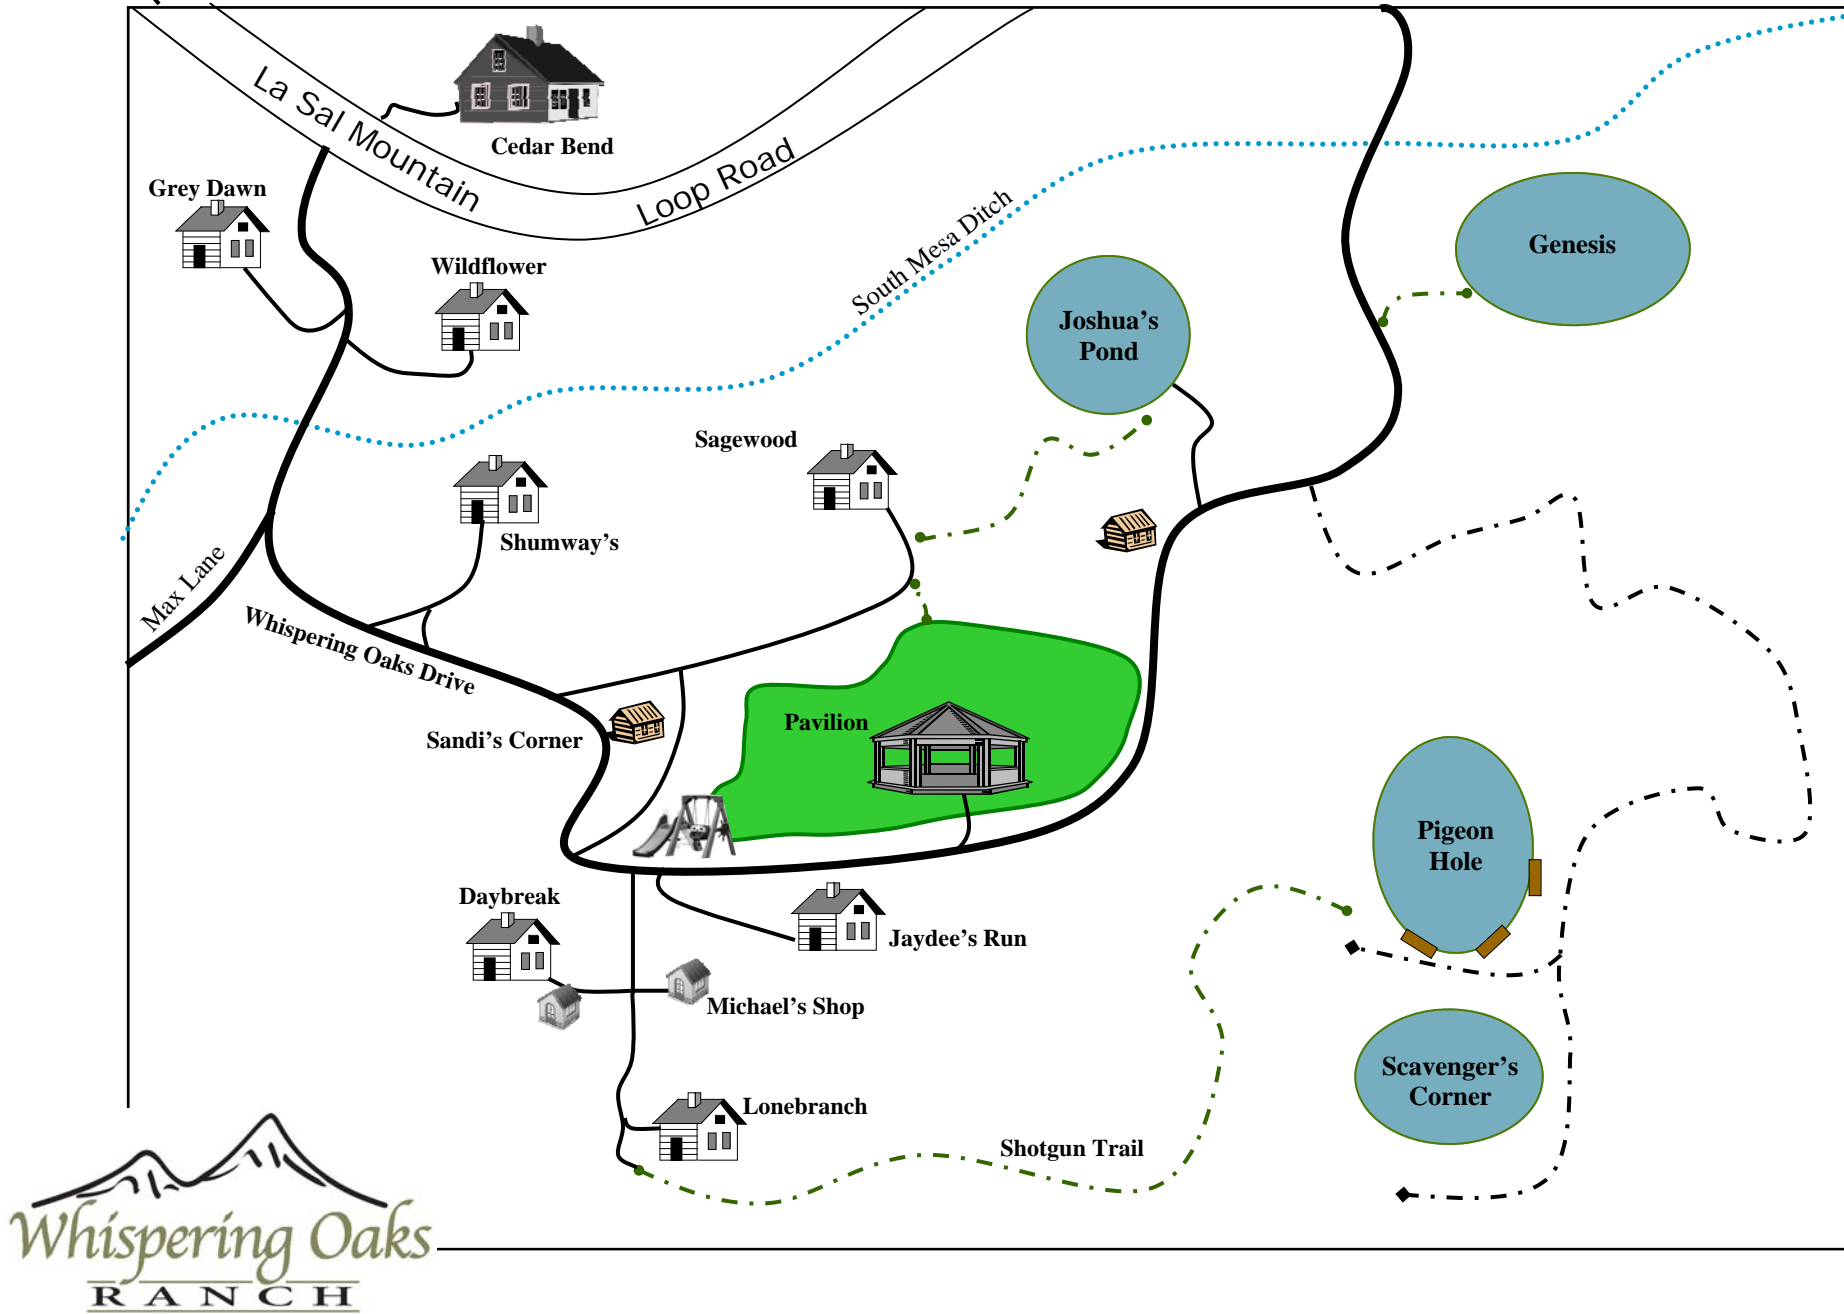 La Sal Mountain
Loop Road
Cedar Bend
Grey Dawn
Wildflower
South Mesa Ditch
Genesis
Joshua's
Pond
Sagewood
Shumway's
Max Lane
Whispering Oaks Drive
Sandi's Corner
Pavilion
Pigeon
Hole
Daybreak
Jaydee's Run
Michael's Shop
Scavenger's
Corner
Lonebranch
Shotgun Trail
Whispering Oaks
RANCH